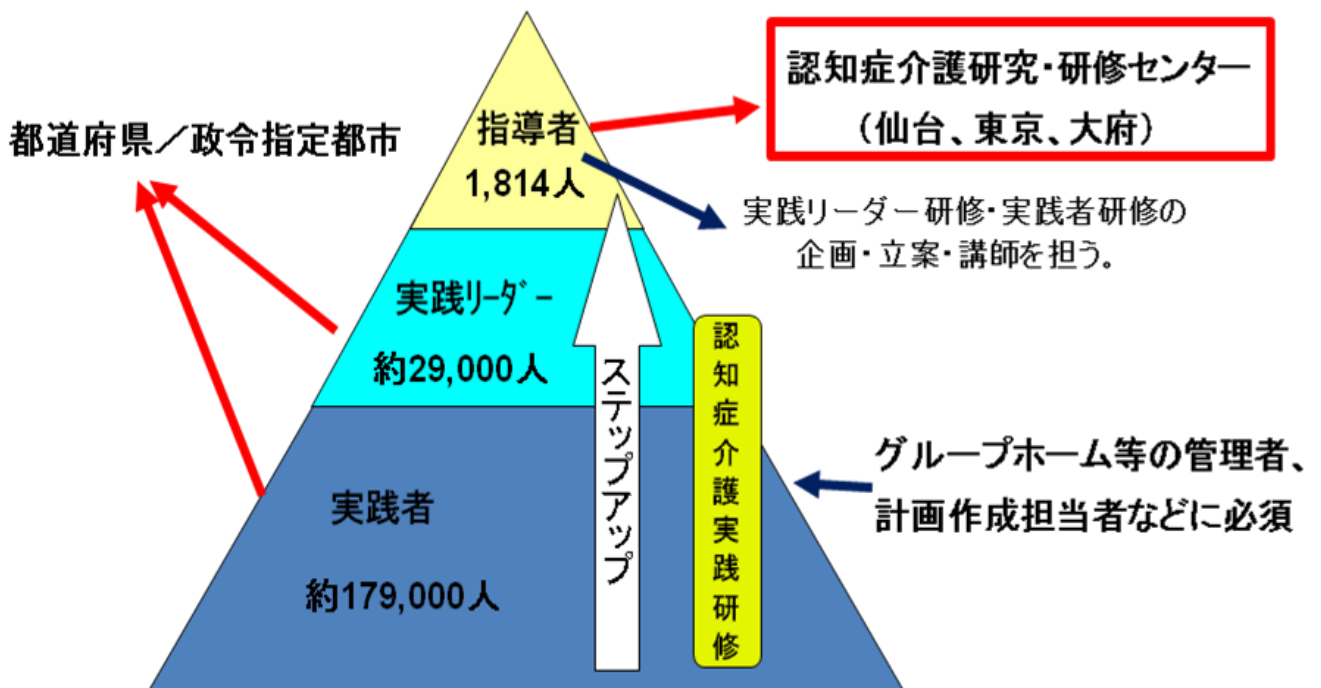 認知症介護研究・研修センター
（仙台、東京、大府）
都道府県／政令指定都市
指導者
1,814人
実践リーダー研修・実践者研修の
企画・立案・講師を担う。
実践ﾘｰﾀﾞｰ
約29,000人
ステップアップ
認知症介護実践研修
グループホーム等の管理者、
計画作成担当者などに必須
実践者
約179,000人